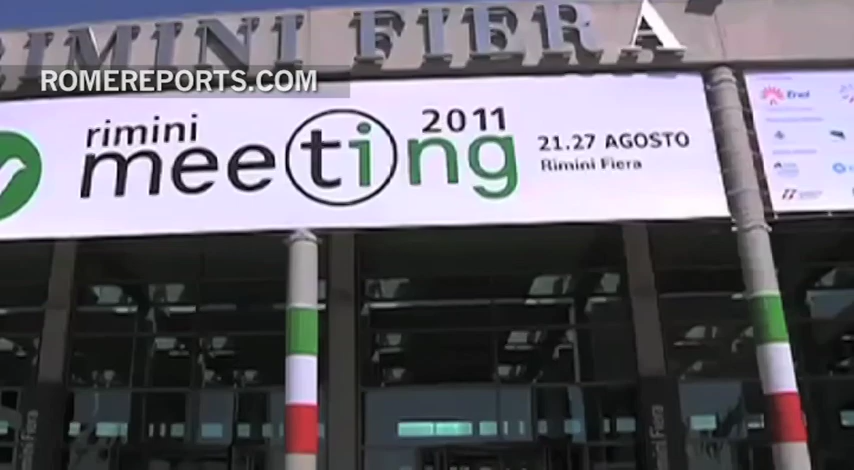 RIMINI FIERA
ROMEREPORTS.COM
rimini
meeting
2011
21.27 AGOSTO
Rimini Fiera
Enel